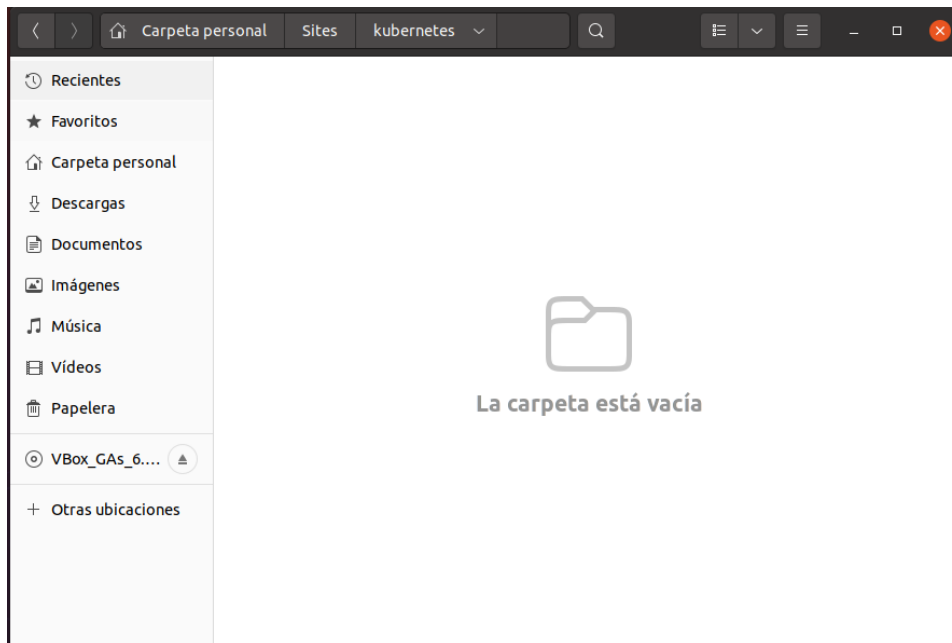 Carpeta personal Sites kubernetes
Recientes
Favoritos
Carpeta personal
Descargas
Documentos
Imágenes
Música
Vídeos
Papelera
VBox_GAs_6....
Otras ubicaciones
La carpeta está vacía